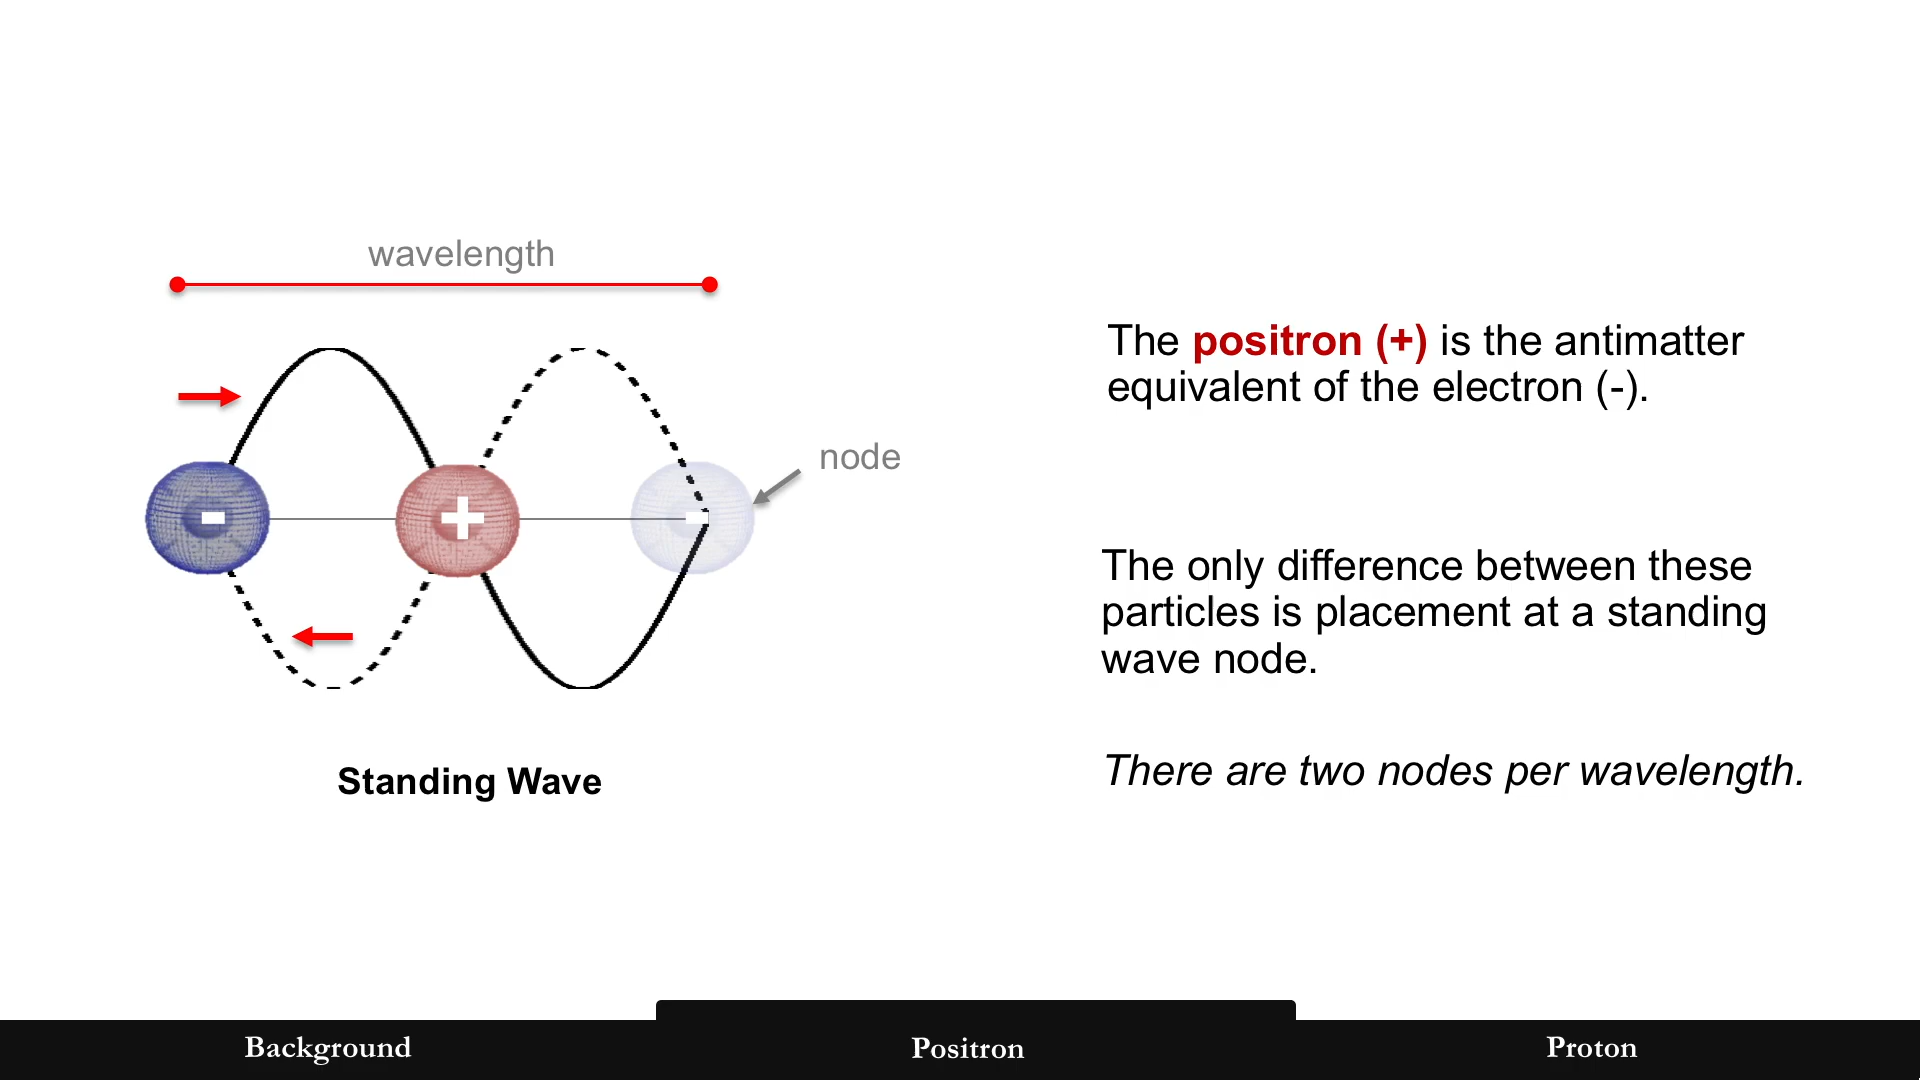 wavelength
node
-
+
-
Standing Wave
The positron (+) is the antimatter
equivalent of the electron (-).
The only difference between these
particles is placement at a standing
wave node.
There are two nodes per wavelength.
Background
Positron
Proton